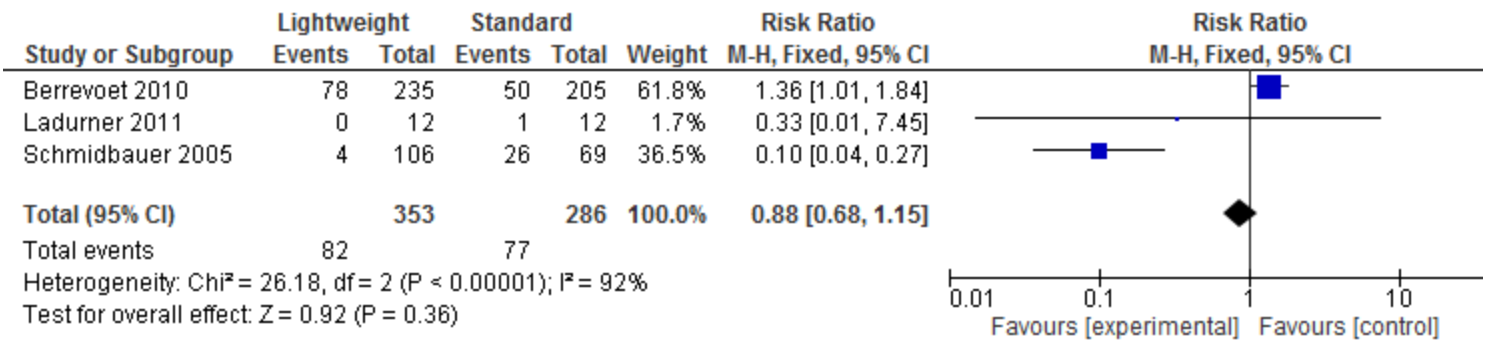 Lightweight Standard Risk Ratio Risk Ratio
Study or Subgroup Events Total Events Total Weight M-H, Fixed, 95% CI M-H, Fixed, 95% CI
Berrevoet 2010 78 235 50 205 61.8% 1.36 [1.01, 1.84]
Ladurner 2011 0 12 1 12 1.7% 0.33 [0.01, 7.45]
Schmidbauer 2005 4 106 26 69 36.5% 0.10 [0.04, 0.27]
Total (95% CI) 353 286 100.0% 0.88 [0.68, 1.15]
Total events 82 77
Heterogeneity: Chi² = 26.18, df = 2 (P < 0.00001); I² = 92%
Test for overall effect: Z = 0.92 (P = 0.36)
0.01 0.1 1 10
Favours [experimental] Favours [control]